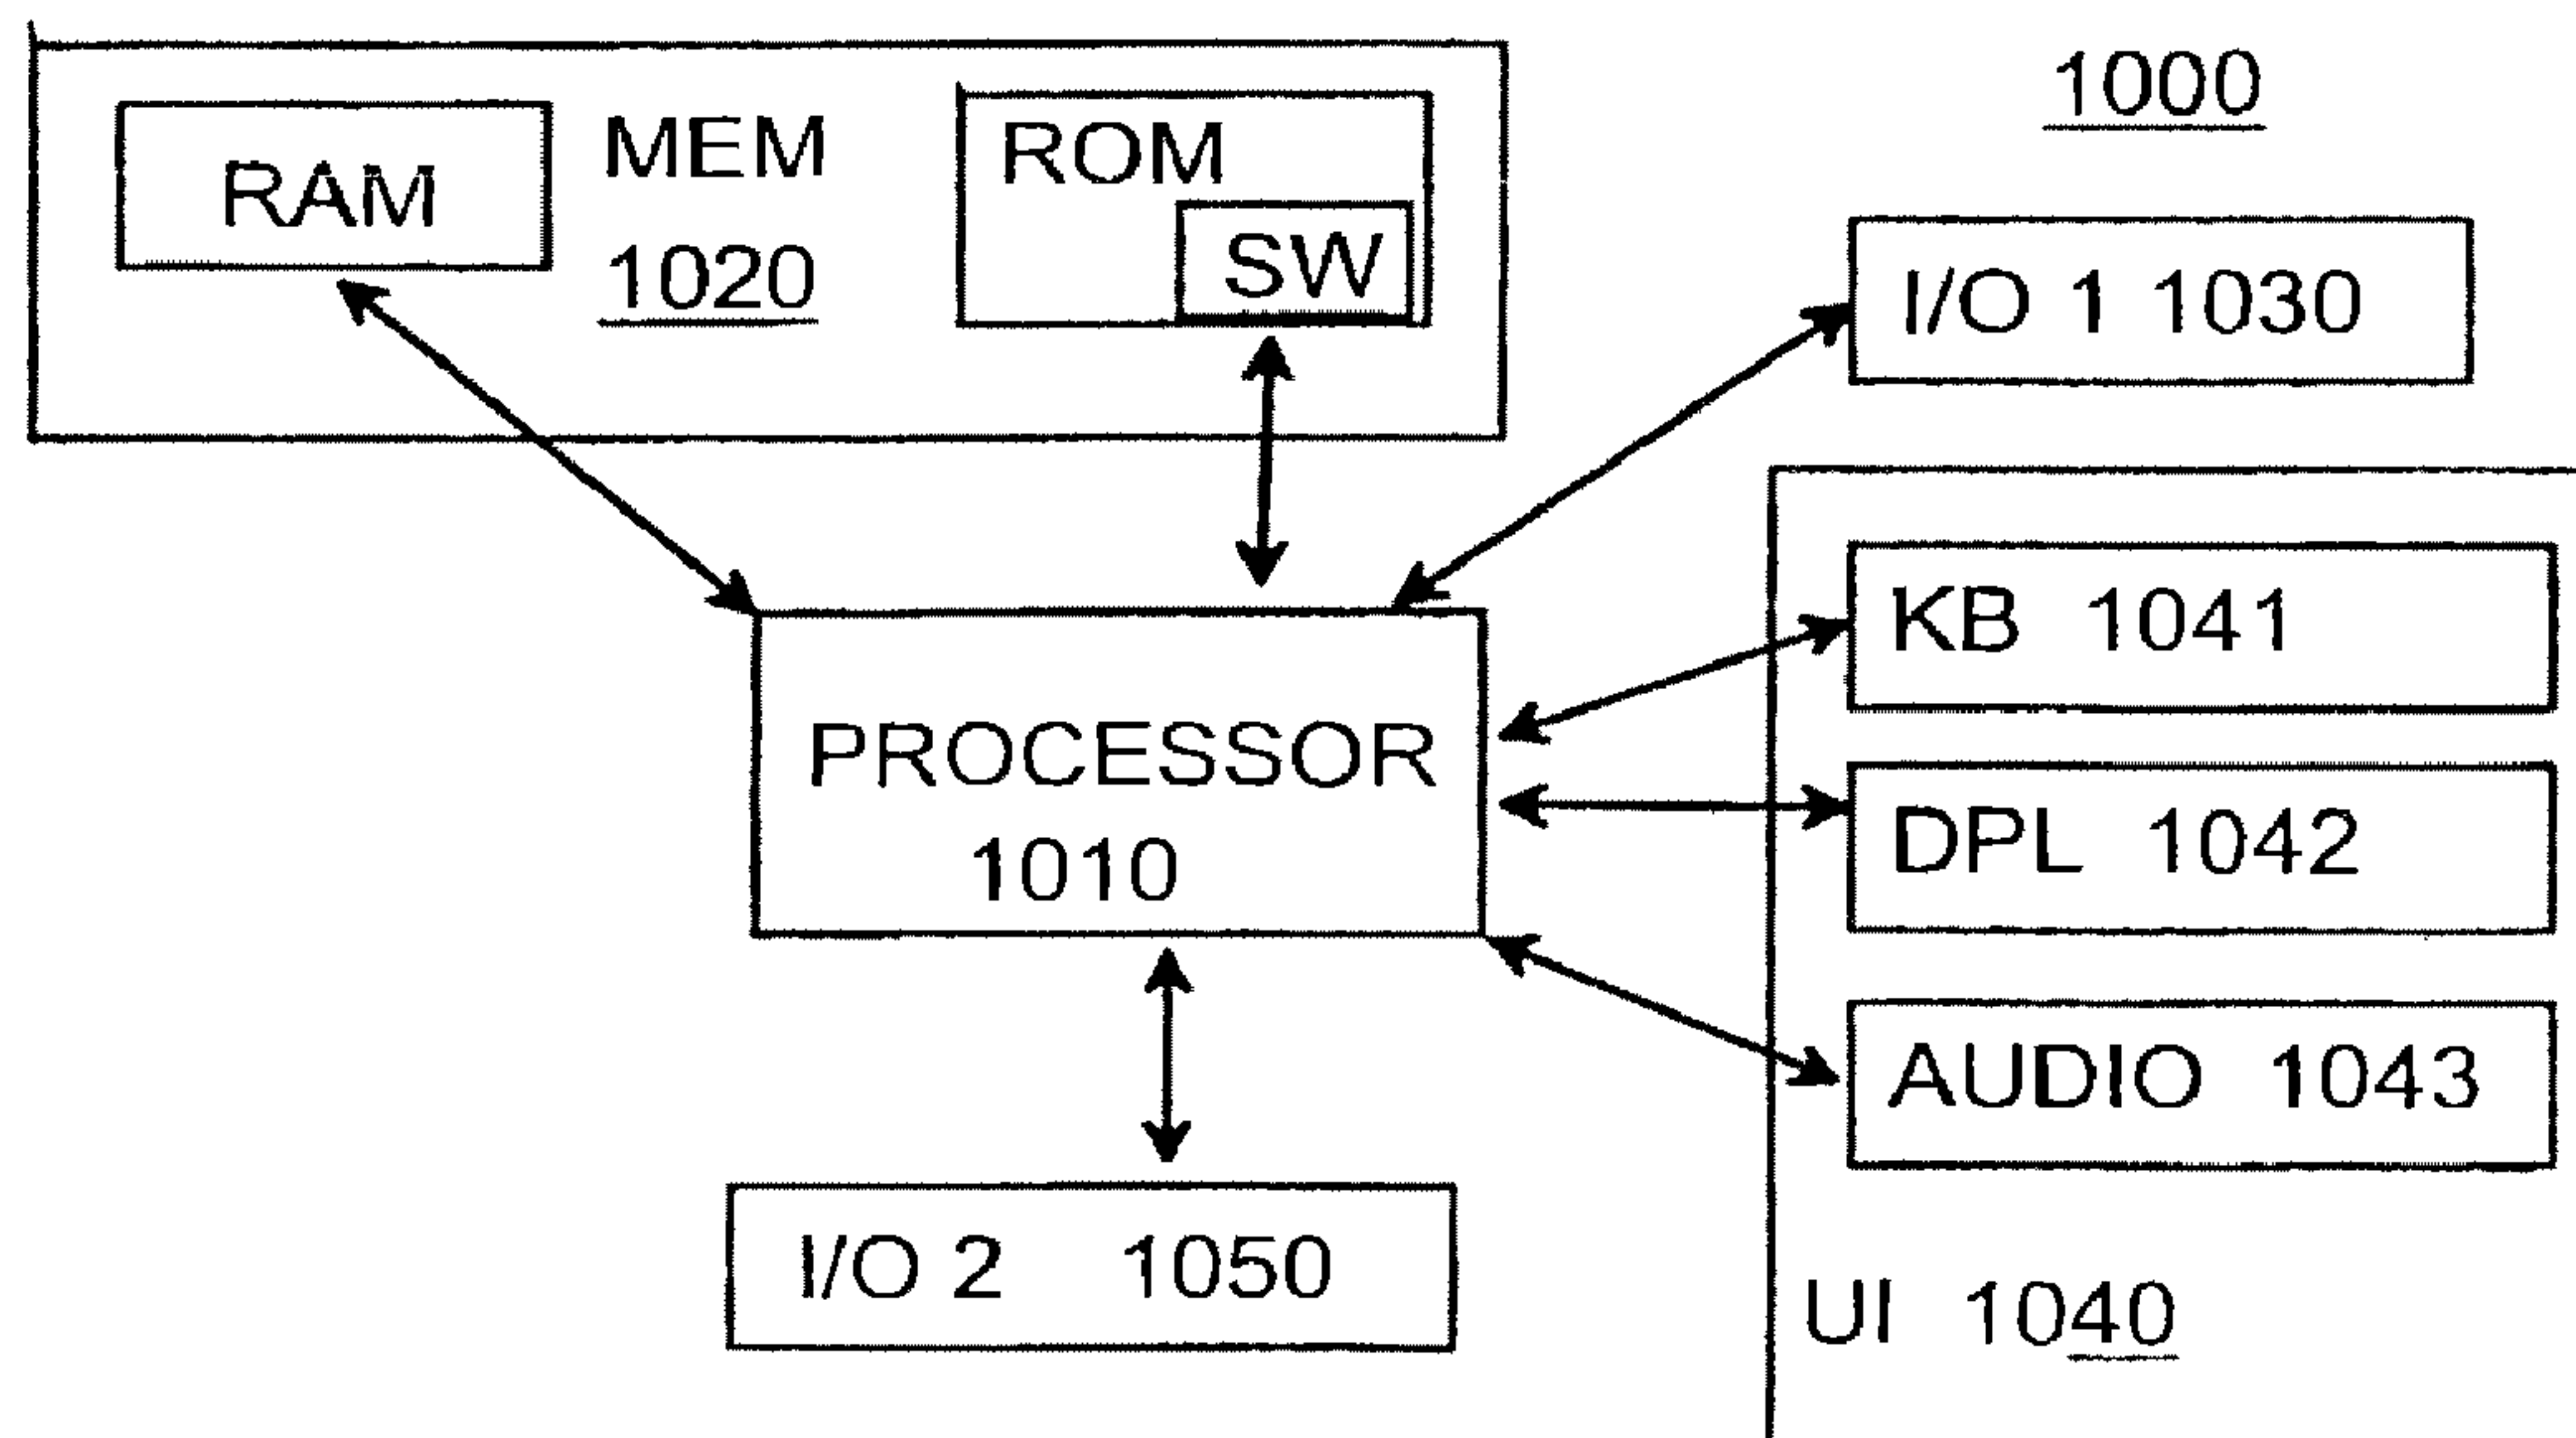 1000
RAM
MEM
1020
ROM
SW
I/O 1 1030
PROCESSOR
1010
KB 1041
DPL 1042
AUDIO 1043
UI 1040
I/O 2 1050